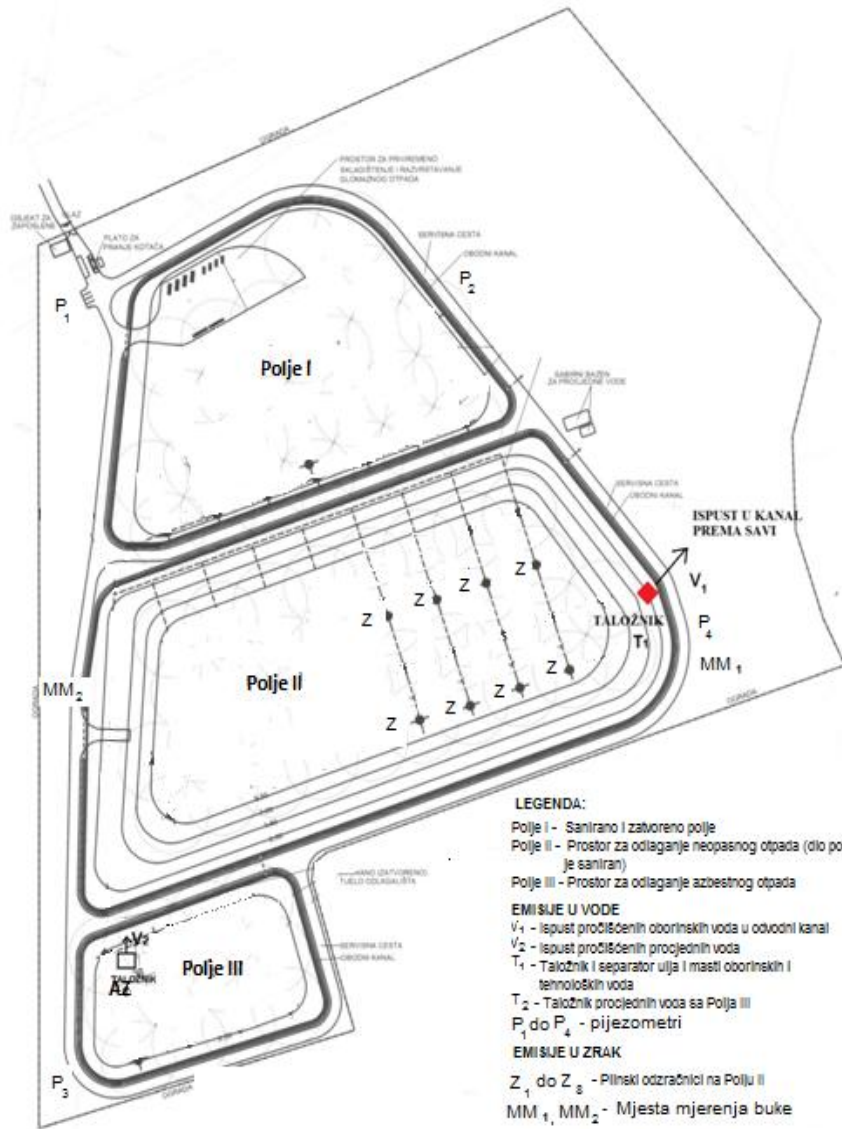 OGRADA
PROSTOR ZA PRIVREMENO
SKLADIŠTENJE I RAZVRSTAVANJE
GLOMAZNOG OTPADA
ULAZ
OBJEKT ZA
ZAPOSLENE
PLATO ZA
PRANJE KOTAČA
SERVISNA CESTA
OBODNI KANAL
P1
P2
Polje I
SABIRNI BAZEN
ZA PROCJEDNE VODE
SERVISNA CESTA
OBODNI KANAL
ISPUST U KANAL
PREMA SAVI
V1
Z
Z
Z
Z
TALOŽNIK
T1
P4
MM1
MM2
Polje II
Z
Z
Z
Z
OGRADA
OGRADA
TIJELO ODLAGALIŠTA
SERVISNA CESTA
OBODNI KANAL
V2
Polje III
TALOŽNIK
AZ
P3
OGRADA
LEGENDA:
Polje I - Sanirano i zatvoreno polje
Polje II - Prostor za odlaganje neopasnog otpada (dio po
je saniran)
Polje III - Prostor za odlaganje azbestnog otpada
EMISIJE U VODE
V1 - Ispust pročišćenih oborinskih voda u odvodni kanal
V2 - Ispust pročišćenih procjednih voda
T1 - Taložnik i separator ulja i masti oborinskih i
tehnoloških voda
T2 - Taložnik procjednih voda sa Polja III
P1 do P4 - pijezometri
EMISIJE U ZRAK
Z1 do Z8 - Plinski odzračnici na Polju II
MM1, MM2 - Mjesta mjerenja buke